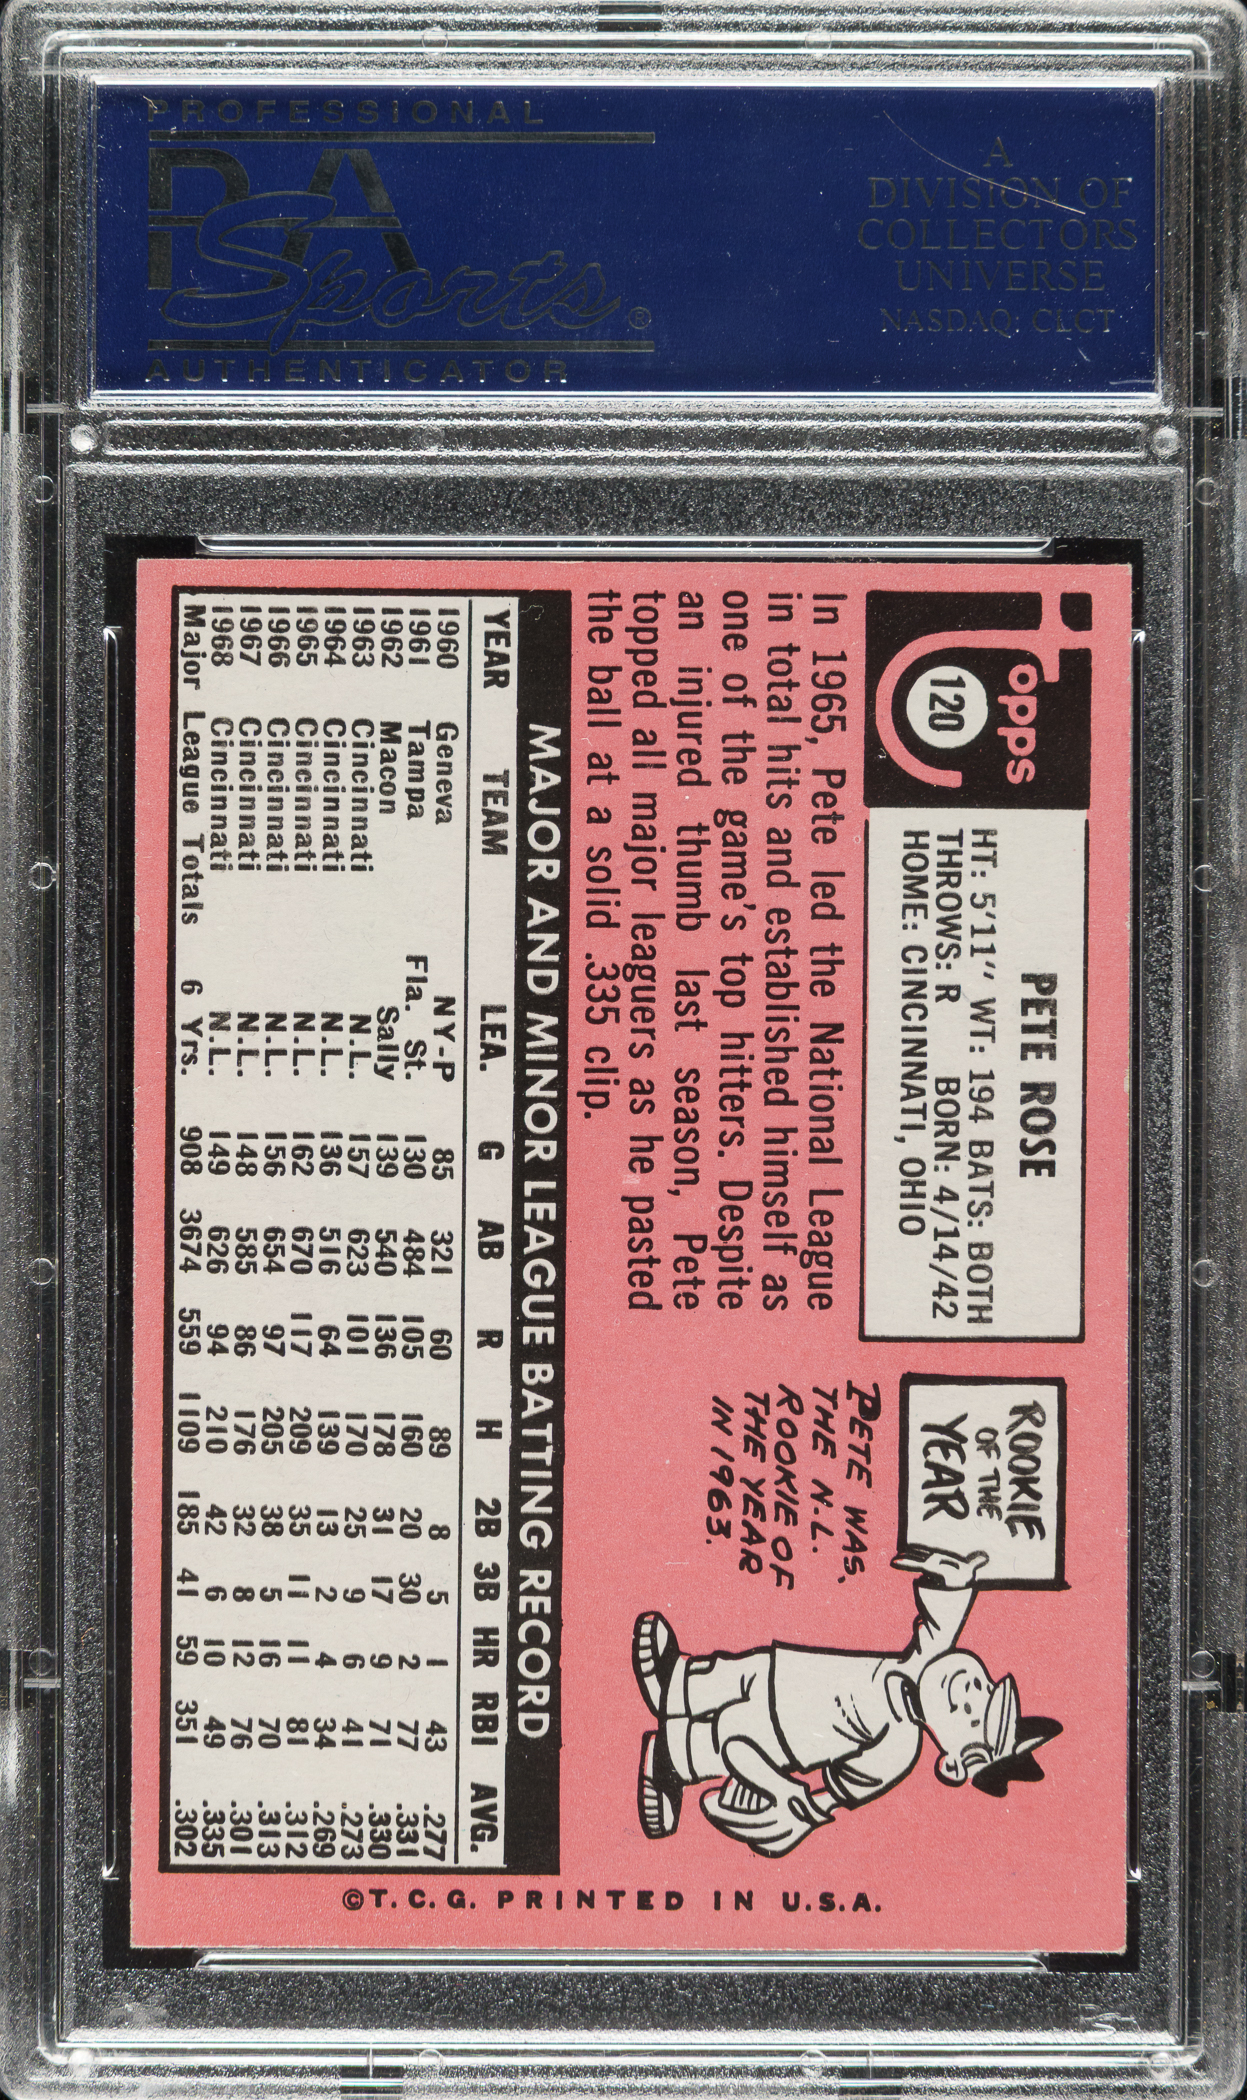 PROFESSIONAL
PSA
Sports®
AUTHENTICATOR
A
DIVISION OF
COLLECTORS
UNIVERSE
NASDAQ: CLCT
Topps
120
PETE ROSE
HT: 5'11" WT: 194 BATS: BOTH
THROWS: R BORN: 4/14/42
HOME: CINCINNATI, OHIO
In 1965, Pete led the National League
in total hits and established himself as
one of the game's top hitters. Despite
an injured thumb last season, Pete
topped all major leaguers as he pasted
the ball at a solid .335 clip.
ROOKIE
OF THE
YEAR
PETE WAS
THE N.L.
ROOKIE OF
THE YEAR
IN 1963.
MAJOR AND MINOR LEAGUE BATTING RECORD
YEAR TEAM LEA. G AB R H 2B 3B HR RBI AVG.
1960 Geneva NY-P 85 321 60 89 8 5 1 43 .277
1961 Tampa Fla. St. 130 484 105 160 20 30 2 77 .331
1962 Macon Sally 139 540 136 178 31 17 9 71 .330
1963 Cincinnati N.L. 157 623 101 170 25 9 6 41 .273
1964 Cincinnati N.L. 136 516 64 139 13 2 4 34 .269
1965 Cincinnati N.L. 162 670 117 209 35 11 11 81 .312
1966 Cincinnati N.L. 156 654 97 205 38 5 16 70 .313
1967 Cincinnati N.L. 148 585 86 176 32 8 12 76 .301
1968 Cincinnati N.L. 149 626 94 210 42 6 10 49 .335
Major League Totals 6 Yrs. 908 3674 559 1109 185 41 59 351 .302
©T.C.G. PRINTED IN U.S.A.